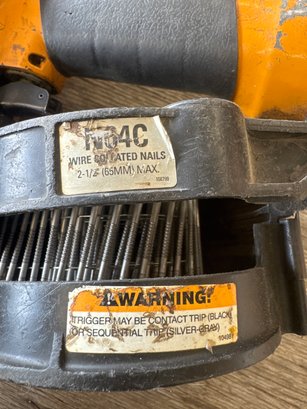 N64C
WIRE COLLATED NAILS
2-1/2 (65MM) MAX.
WARNING:
TRIGGER MAY BE CONTACT TRIP (BLACK)
OR SEQUENTIAL TRIP (SILVER-GRAY)